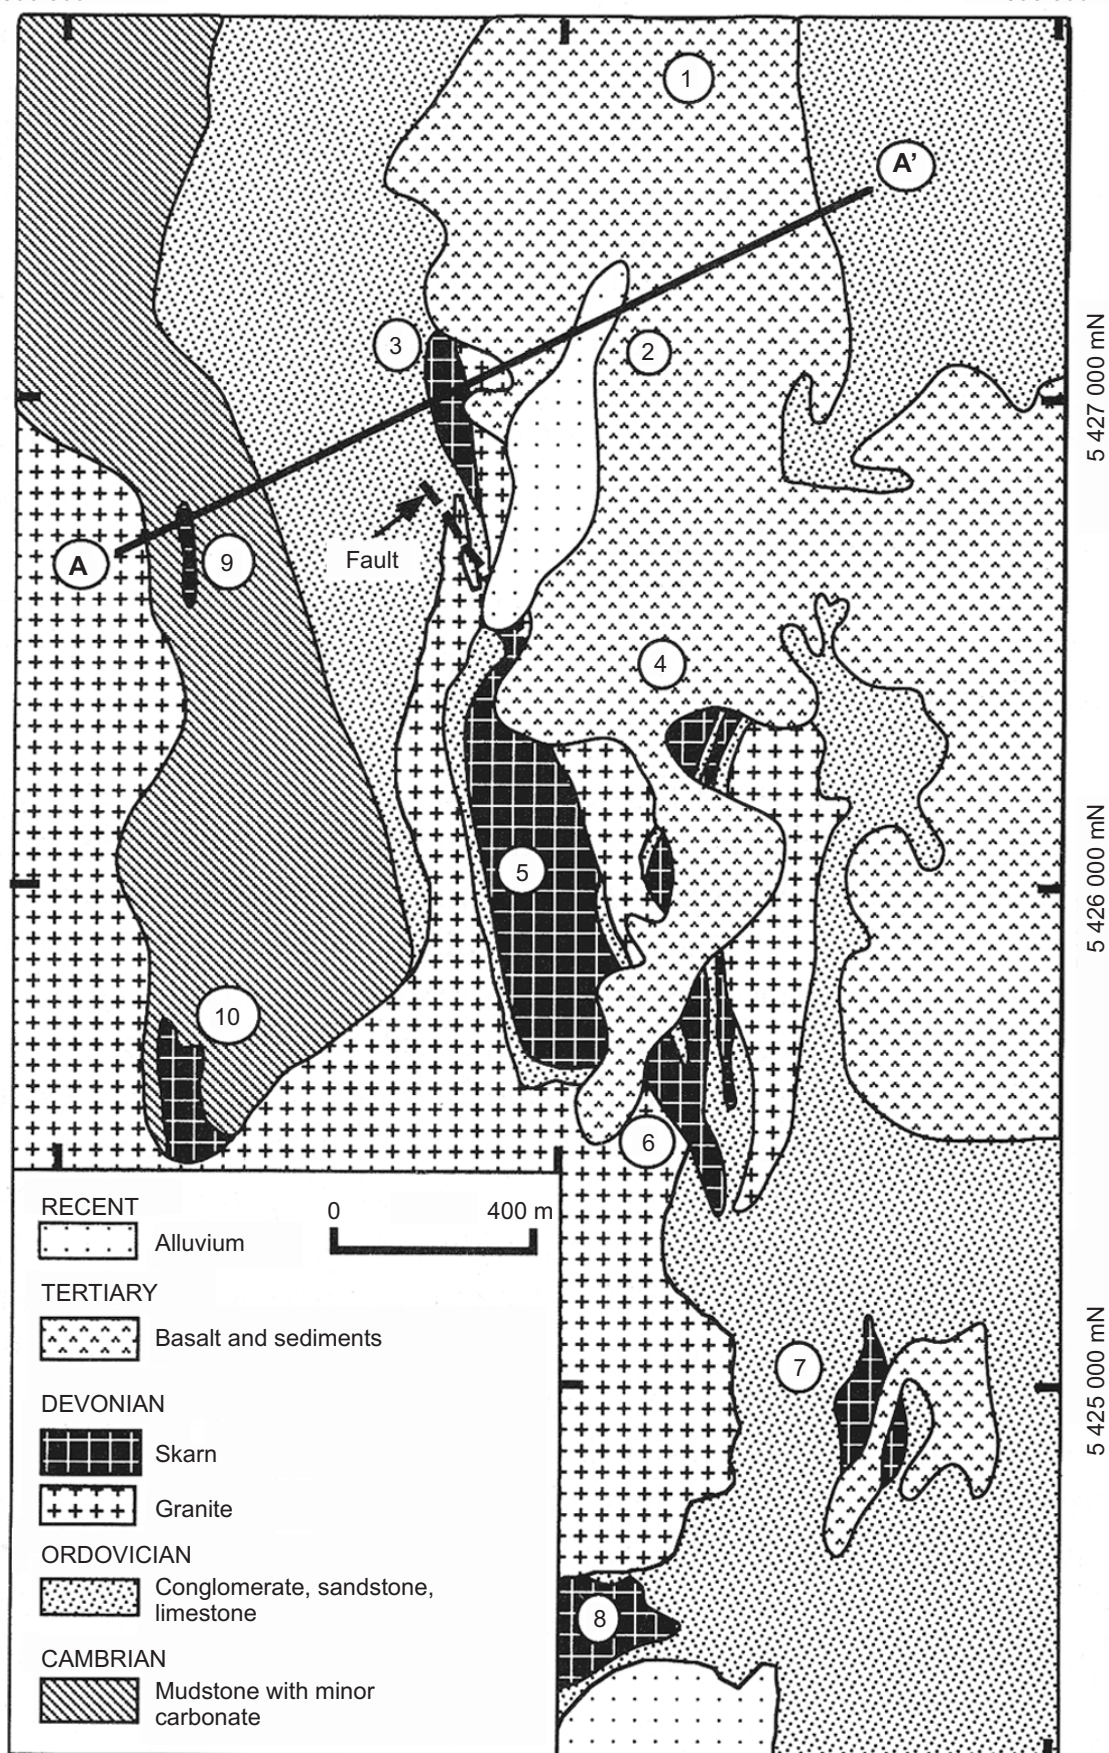 1
A'
3
2
5 427 000 mN
Fault
A
9
4
5 426 000 mN
5
10
6
RECENT
0 400 m
Alluvium
TERTIARY
Basalt and sediments
7
5 425 000 mN
DEVONIAN
Skarn
Granite
ORDOVICIAN
Conglomerate, sandstone,
limestone
8
CAMBRIAN
Mudstone with minor
carbonate